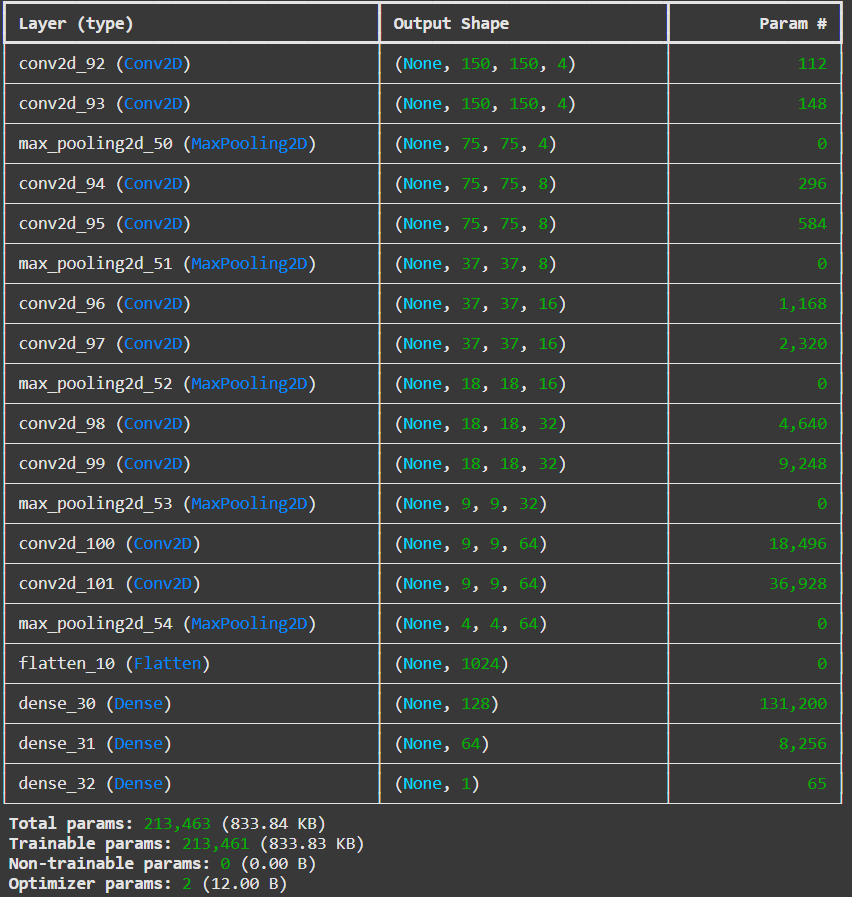 Layer (type) Output Shape Param #
conv2d_92 (Conv2D) (None, 150, 150, 4) 112
conv2d_93 (Conv2D) (None, 150, 150, 4) 148
max_pooling2d_50 (MaxPooling2D) (None, 75, 75, 4) 0
conv2d_94 (Conv2D) (None, 75, 75, 8) 296
conv2d_95 (Conv2D) (None, 75, 75, 8) 584
max_pooling2d_51 (MaxPooling2D) (None, 37, 37, 8) 0
conv2d_96 (Conv2D) (None, 37, 37, 16) 1,168
conv2d_97 (Conv2D) (None, 37, 37, 16) 2,320
max_pooling2d_52 (MaxPooling2D) (None, 18, 18, 16) 0
conv2d_98 (Conv2D) (None, 18, 18, 32) 4,640
conv2d_99 (Conv2D) (None, 18, 18, 32) 9,248
max_pooling2d_53 (MaxPooling2D) (None, 9, 9, 32) 0
conv2d_100 (Conv2D) (None, 9, 9, 64) 18,496
conv2d_101 (Conv2D) (None, 9, 9, 64) 36,928
max_pooling2d_54 (MaxPooling2D) (None, 4, 4, 64) 0
flatten_10 (Flatten) (None, 1024) 0
dense_30 (Dense) (None, 128) 131,200
dense_31 (Dense) (None, 64) 8,256
dense_32 (Dense) (None, 1) 65
Total params: 213,463 (833.84 KB)
Trainable params: 213,461 (833.83 KB)
Non-trainable params: 0 (0.00 B)
Optimizer params: 2 (12.00 B)